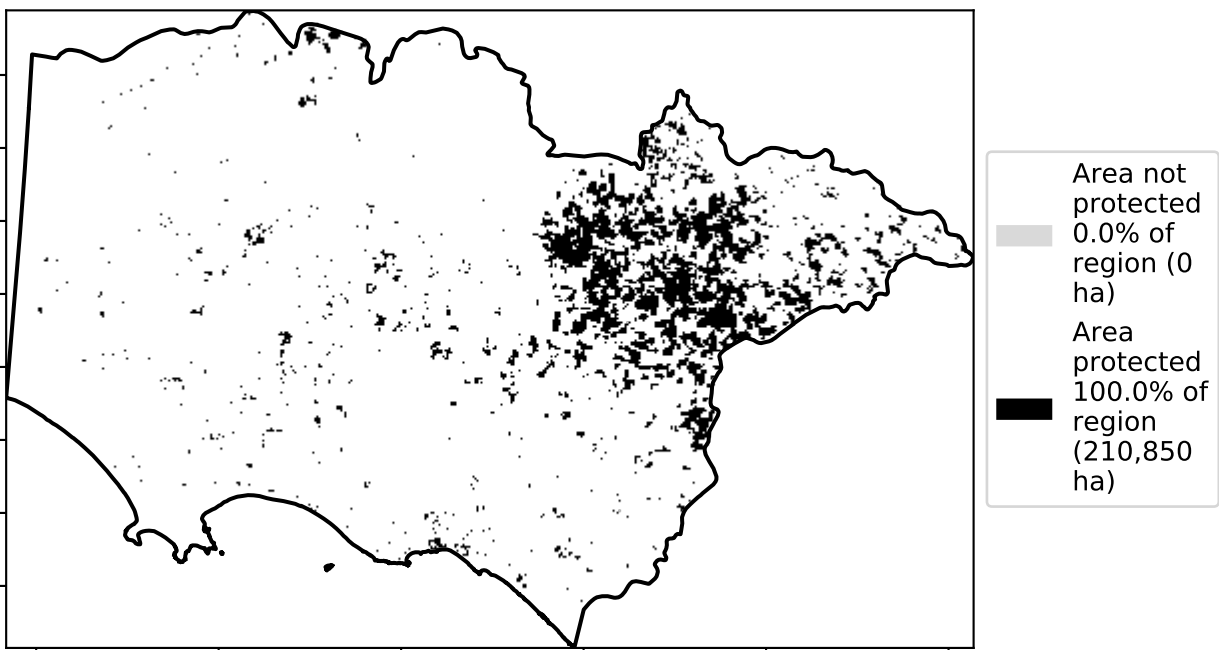 Area not
protected
0.0% of
region (0
ha)
Area
protected
100.0% of
region
(210,850
ha)